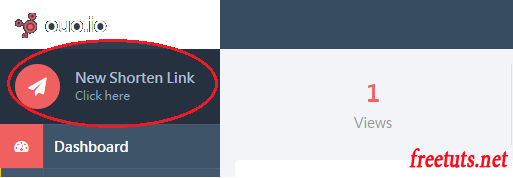 ouo.io
New Shorten Link
Click here
1
Views
Dashboard
freetuts.net